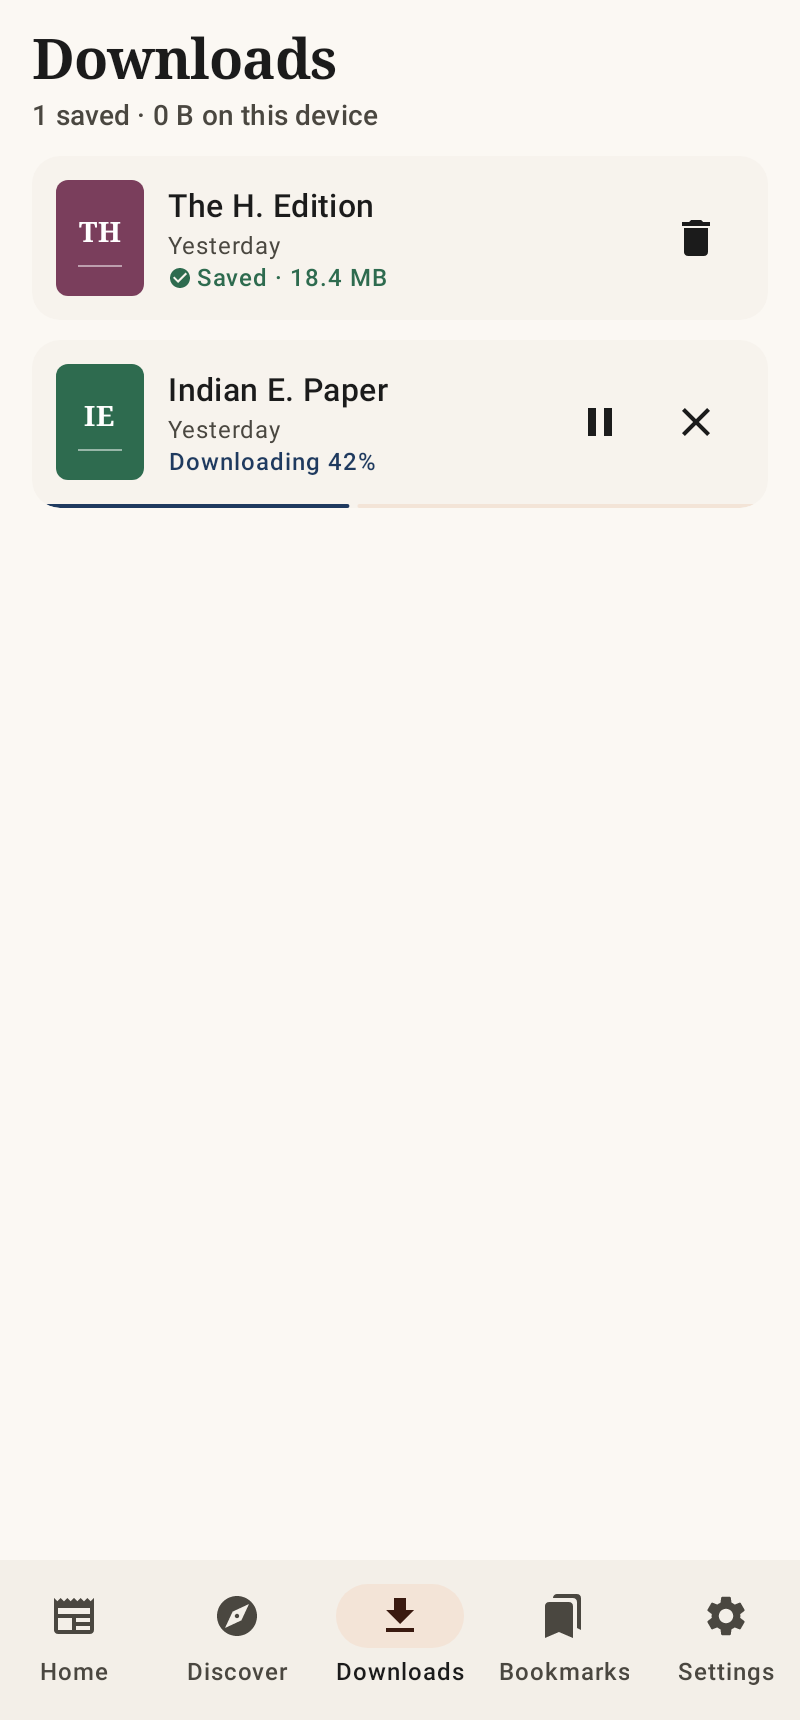 Downloads
1 saved · 0 B on this device
TH
The H. Edition
Yesterday
Saved · 18.4 MB
IE
Indian E. Paper
Yesterday
Downloading 42%
Home
Discover
Downloads
Bookmarks
Settings